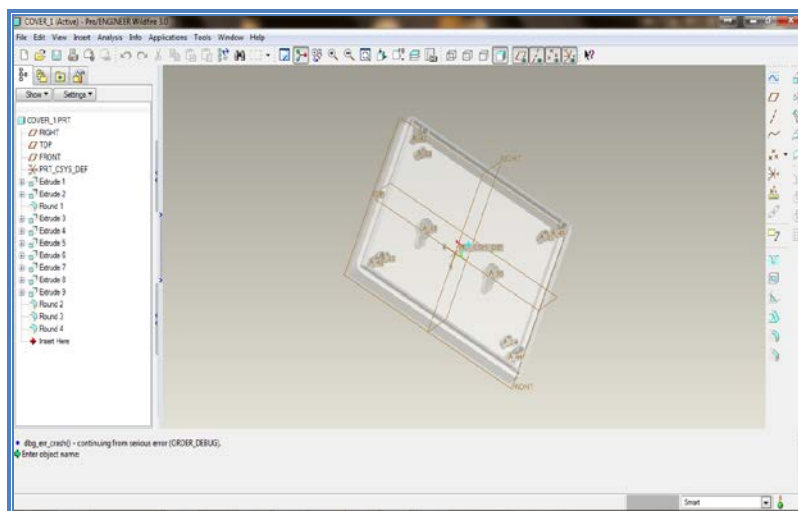 COVER_1 (Active) - Pro/ENGINEER Wildfire 3.0
File Edit View Insert Analysis Info Applications Tools Window Help
Show Settings
COVER_1.PRT
RIGHT
TOP
FRONT
PRT_CSYS_DEF
Extrude 1
Extrude 2
Round 1
Extrude 3
Extrude 4
Extrude 5
Extrude 6
Extrude 7
Extrude 8
Extrude 9
Round 2
Round 3
Round 4
Insert Here
RIGHT
FRONT
dbg_err_crash() - continuing from serious error (ORDER_DEBUG).
Enter object name:
Smart